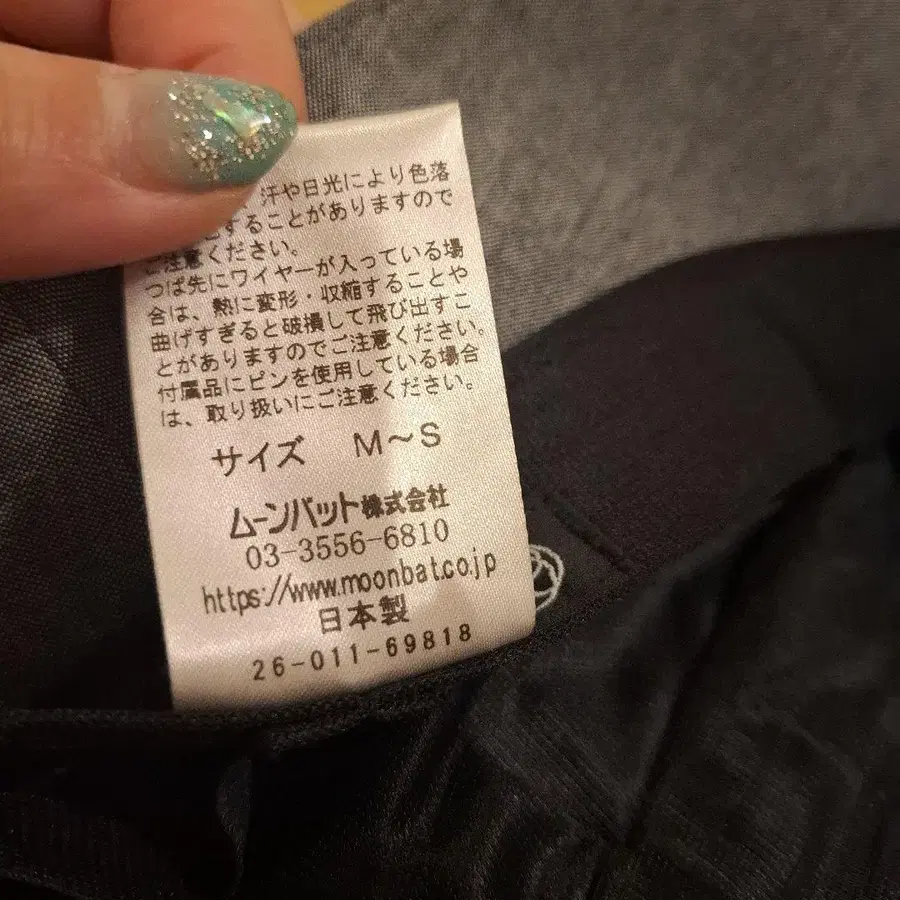 汗や日光により色落
することがありますので
ご注意ください。
つば先にワイヤーが入っている場
合は、熱に変形・収縮することや
曲げすぎると破損して飛び出すこ
とがありますのでご注意ください。
付属品にピンを使用している場合
は、取り扱いにご注意ください。
サイズ M～S
ムーンバット株式会社
03-3556-6810
https://www.moonbat.co.jp
日本製
26-011-69818